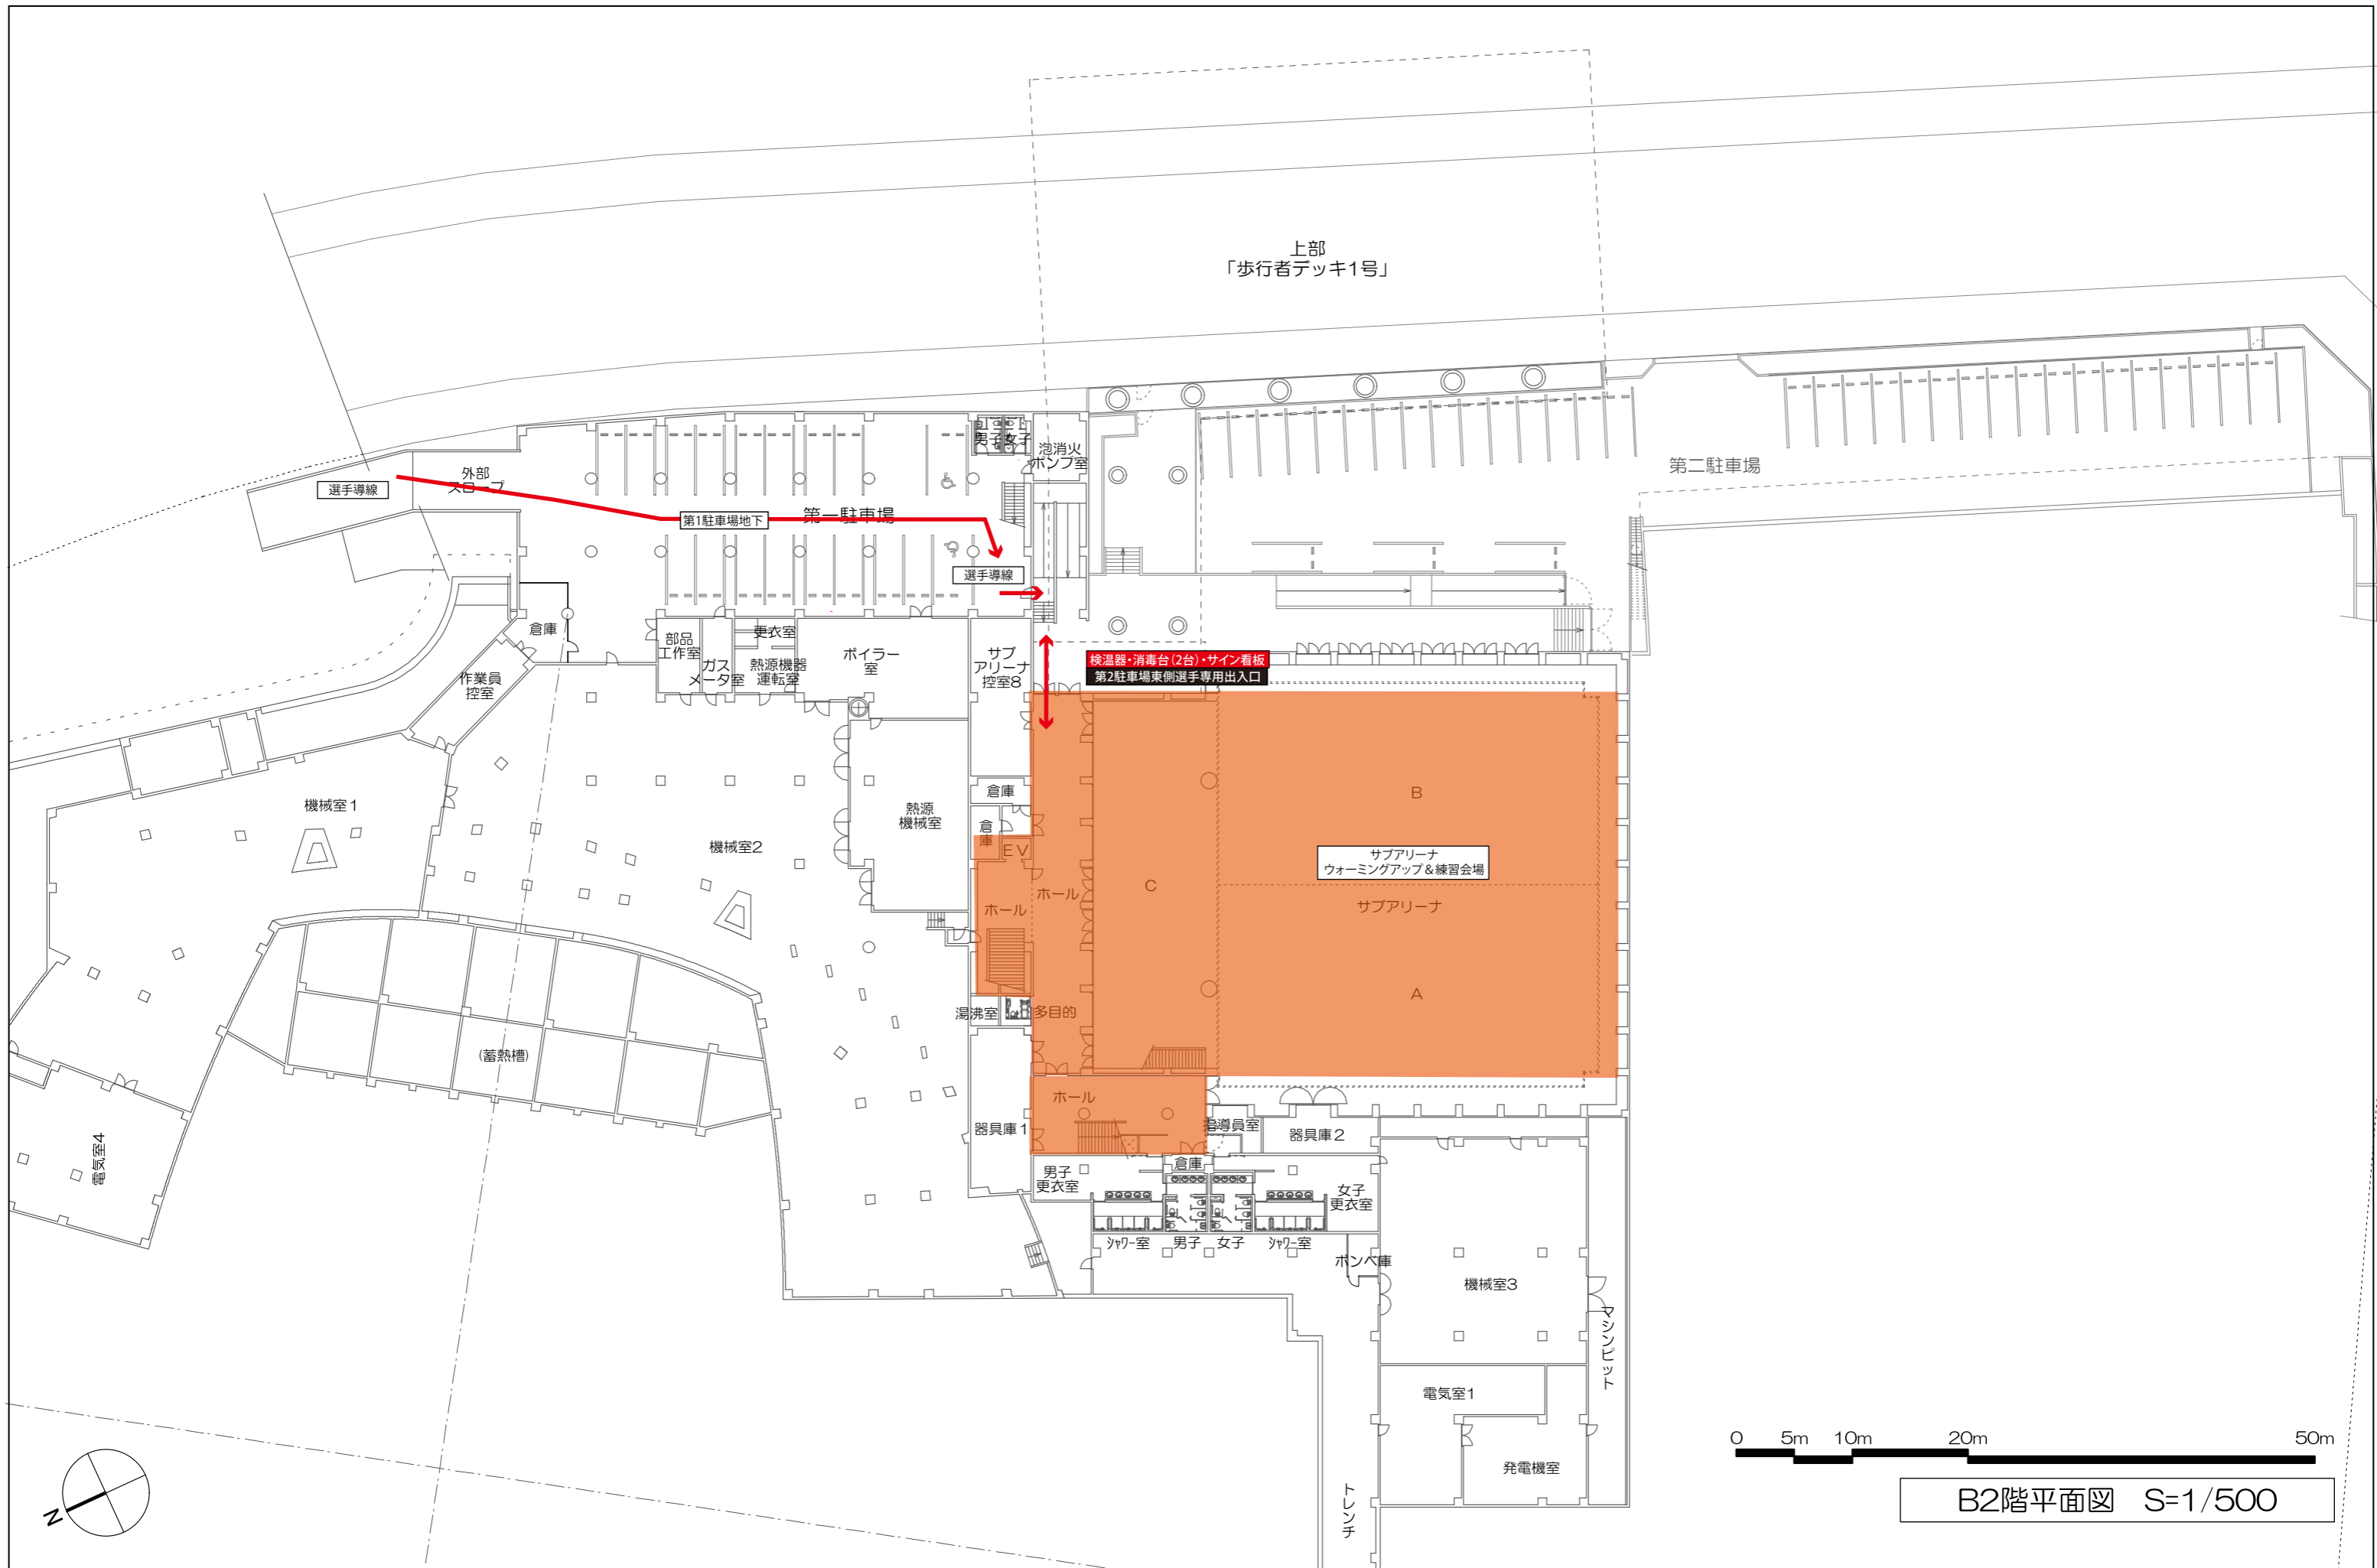 上部
「歩行者デッキ1号」
男子
女子
泡消火
ポンプ室
外部
スロープ
選手導線
第1駐車場地下
第一駐車場
第二駐車場
選手導線
倉庫
部品
工作室
ガス
メータ室
更衣室
熱源機器
運転室
ボイラー
室
サブ
アリーナ
控室8
検温器・消毒台(2台)・サイン看板
第2駐車場東側選手専用出入口
作業員
控室
機械室1
機械室2
熱源
機械室
倉庫
倉
庫
EV
ホール
ホール
C
B
サブアリーナ
ウォーミングアップ&練習会場
サブアリーナ
A
湯沸室
多目的
(蓄熱槽)
ホール
器具庫1
指導員室
器具庫2
電気室4
男子
更衣室
倉庫
女子
更衣室
シャワー室
男子
女子
シャワー室
ボンベ庫
機械室3
マシンピット
電気室1
発電機室
トレンチ
0 5m 10m 20m 50m
B2階平面図 S=1/500
N